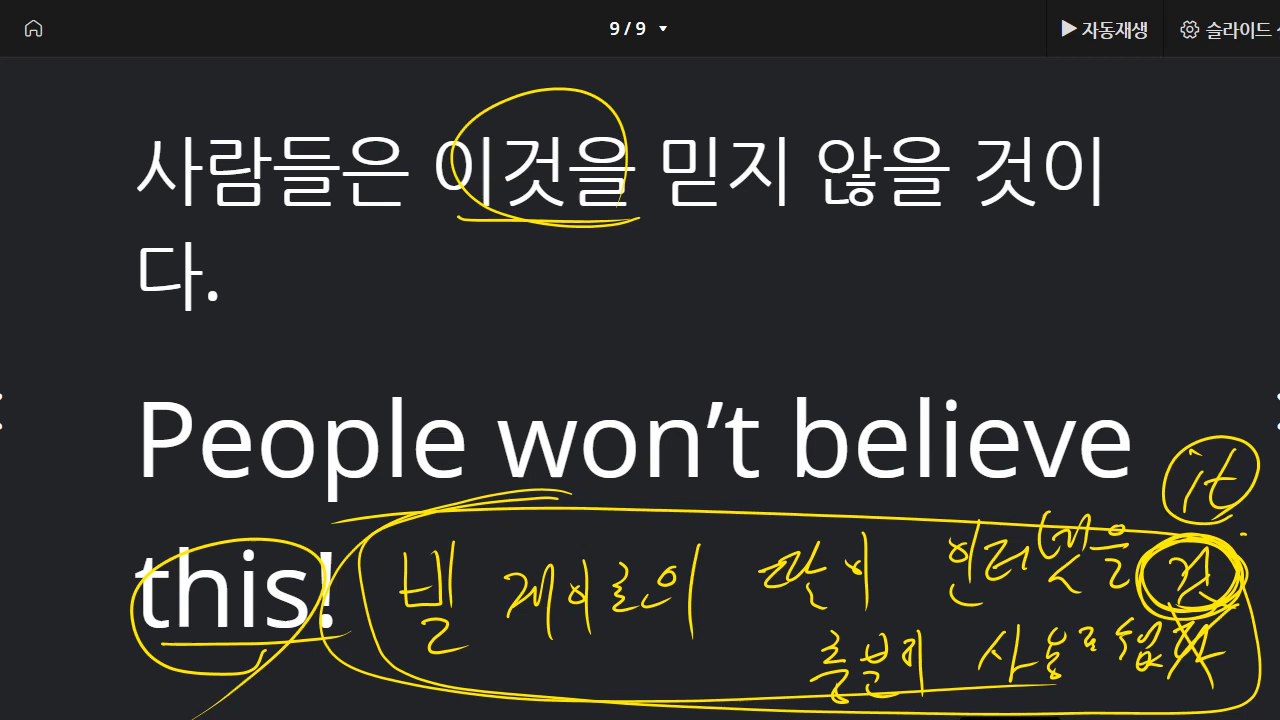 9 / 9
자동재생
슬라이드
사람들은 이것을 믿지 않을 것이
다.
People won’t believe
it
this!
빌 게이츠의 딸이 인터넷을 것
충분히 사용